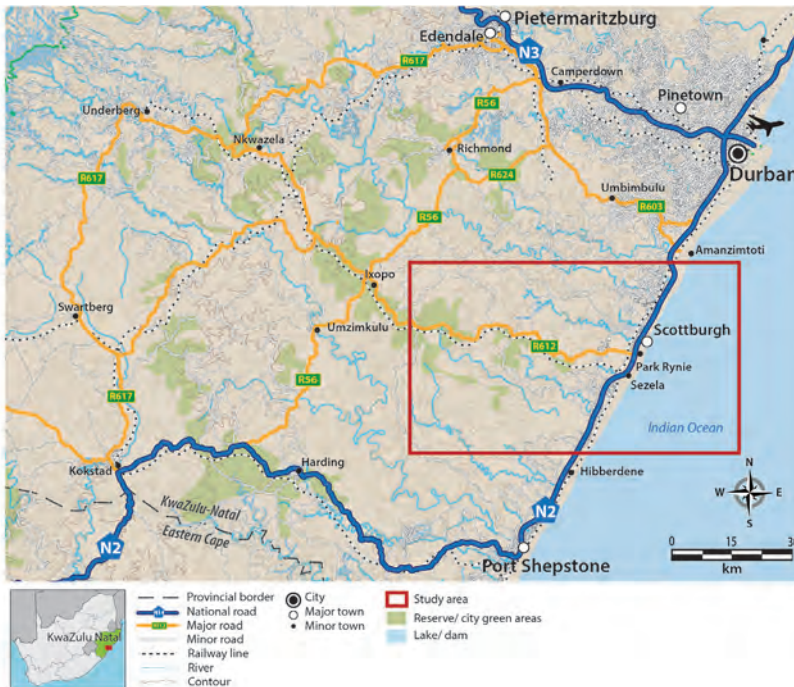 Pietermaritzburg
Edendale
N3
R617
Camperdown
Underberg
R56
Pinetown
Nkwazela
Richmond
Durban
R617
R624
Umbimbulu
R603
R56
Amanzimtoti
Ixopo
Swartberg
Umzimkulu
Scottburgh
R612
Park Rynie
R56
Sezela
R617
Indian Ocean
Kokstad
Harding
Hibberdene
N
W E
S
KwaZulu-Natal
Eastern Cape
N2
N2
Port Shepstone
0 15 30
km
KwaZulu Natal
Provincial border
National road
Major road
Minor road
Railway line
River
Contour
City
Major town
Minor town
Study area
Reserve/ city green areas
Lake/ dam